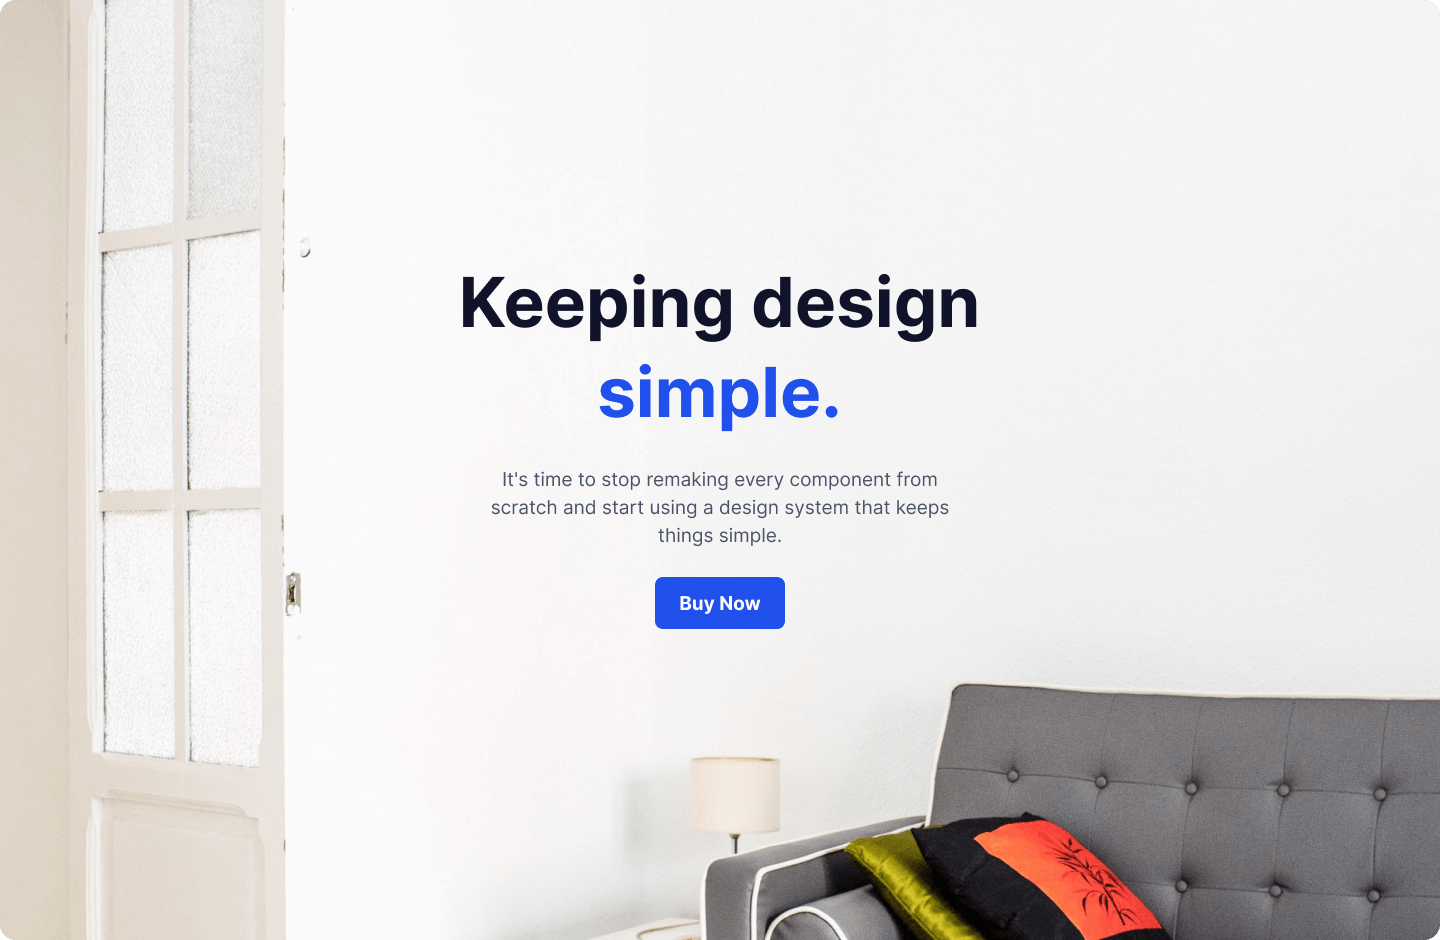 Keeping design
simple.
It's time to stop remaking every component from
scratch and start using a design system that keeps
things simple.
Buy Now